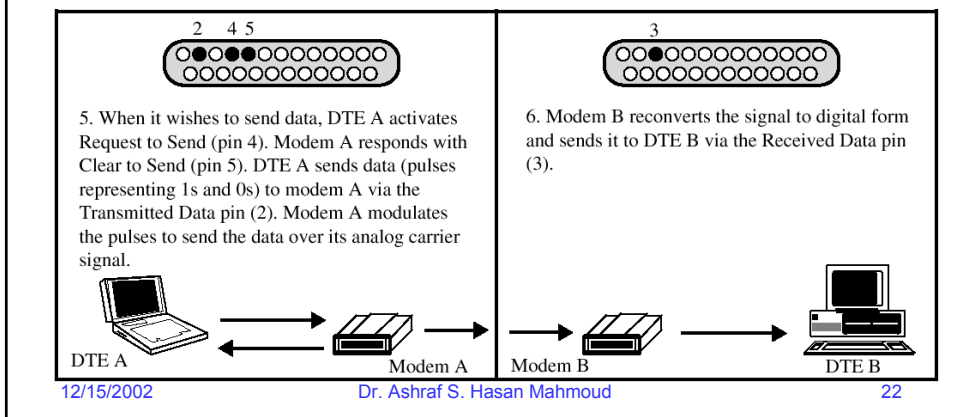 2 4 5
5. When it wishes to send data, DTE A activates
Request to Send (pin 4). Modem A responds with
Clear to Send (pin 5). DTE A sends data (pulses
representing 1s and 0s) to modem A via the
Transmitted Data pin (2). Modem A modulates
the pulses to send the data over its analog carrier
signal.
DTE A
Modem A
3
6. Modem B reconverts the signal to digital form
and sends it to DTE B via the Received Data pin
(3).
Modem B
DTE B
12/15/2002 Dr. Ashraf S. Hasan Mahmoud 22